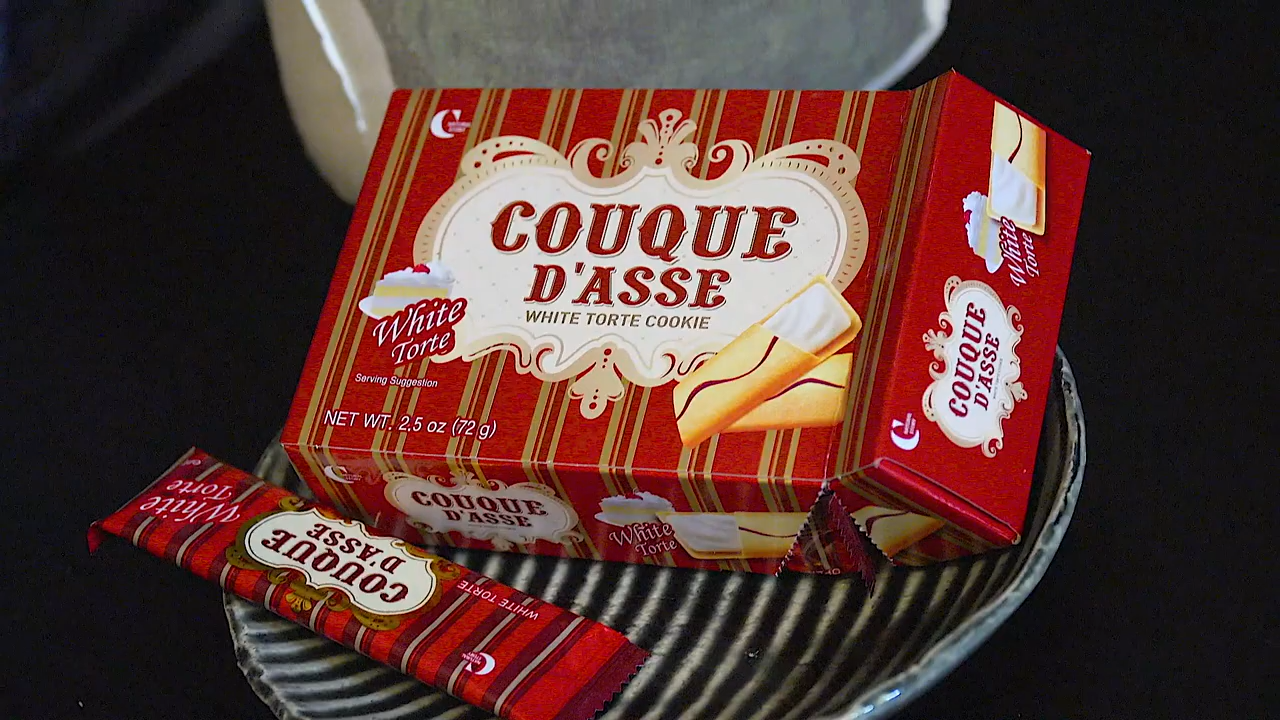 COUQUE
D'ASSE
WHITE TORTE COOKIE
White
Torte
Serving Suggestion
NET WT. 2.5 oz (72 g)
White
Torte
COUQUE
D'ASSE
COUQUE
D'ASSE
White
Torte
White
Torte
COUQUE
D'ASSE
WHITE TORTE